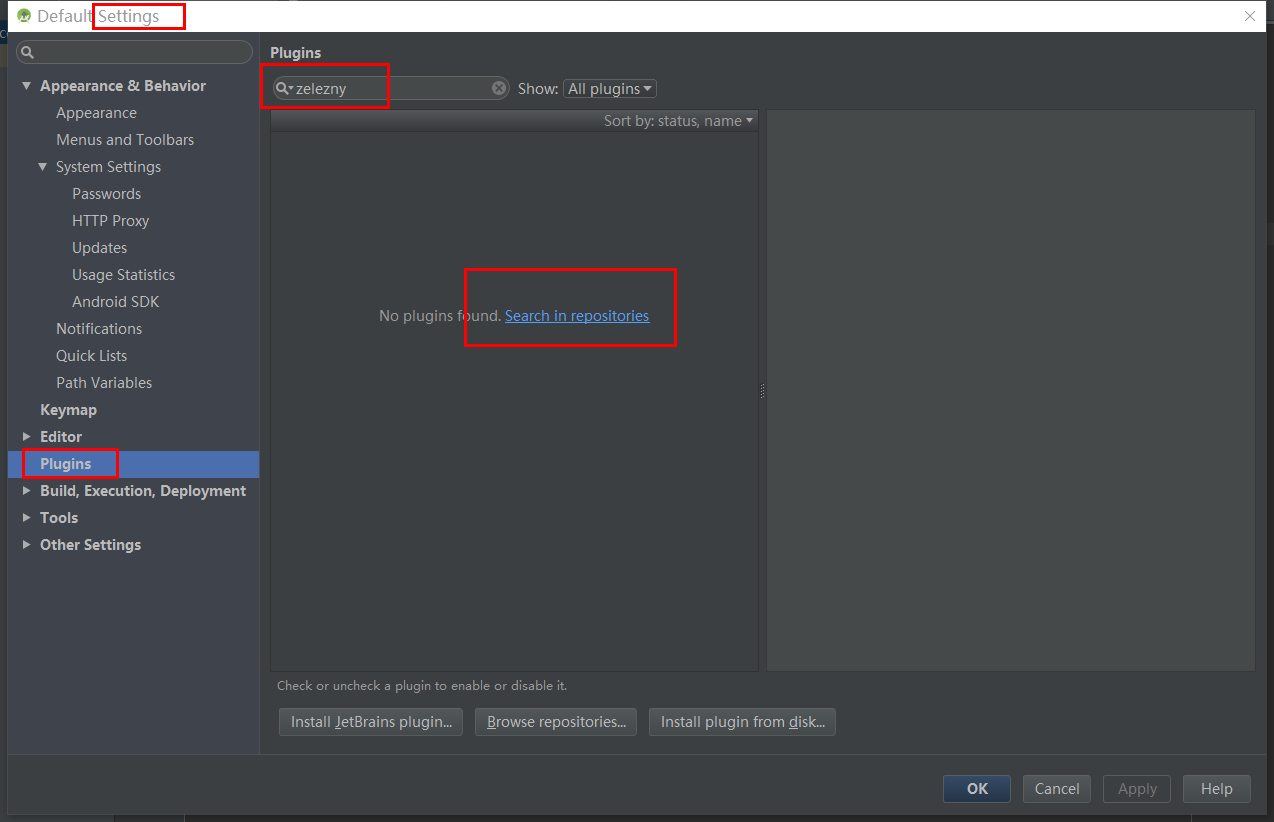 Default Settings
Plugins
zelezny
Show: All plugins
Sort by: status, name
Appearance & Behavior
Appearance
Menus and Toolbars
System Settings
Passwords
HTTP Proxy
Updates
Usage Statistics
Android SDK
Notifications
Quick Lists
Path Variables
Keymap
Editor
Plugins
Build, Execution, Deployment
Tools
Other Settings
No plugins found. Search in repositories
Check or uncheck a plugin to enable or disable it.
Install JetBrains plugin...
Browse repositories...
Install plugin from disk...
OK
Cancel
Apply
Help